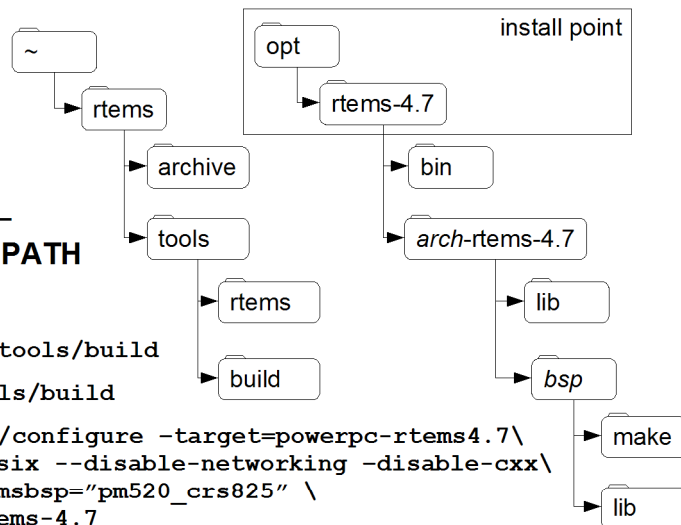 install point
~
opt
rtems
rtems-4.7
archive
bin
tools
arch-rtems-4.7
PATH
rtems
lib
tools/build
build
bsp
ls/build
/configure –target=powerpc-rtems4.7\
make
six --disable-networking –disable-cxx\
msbsp=”pm520_crs825” \
lib
ems-4.7